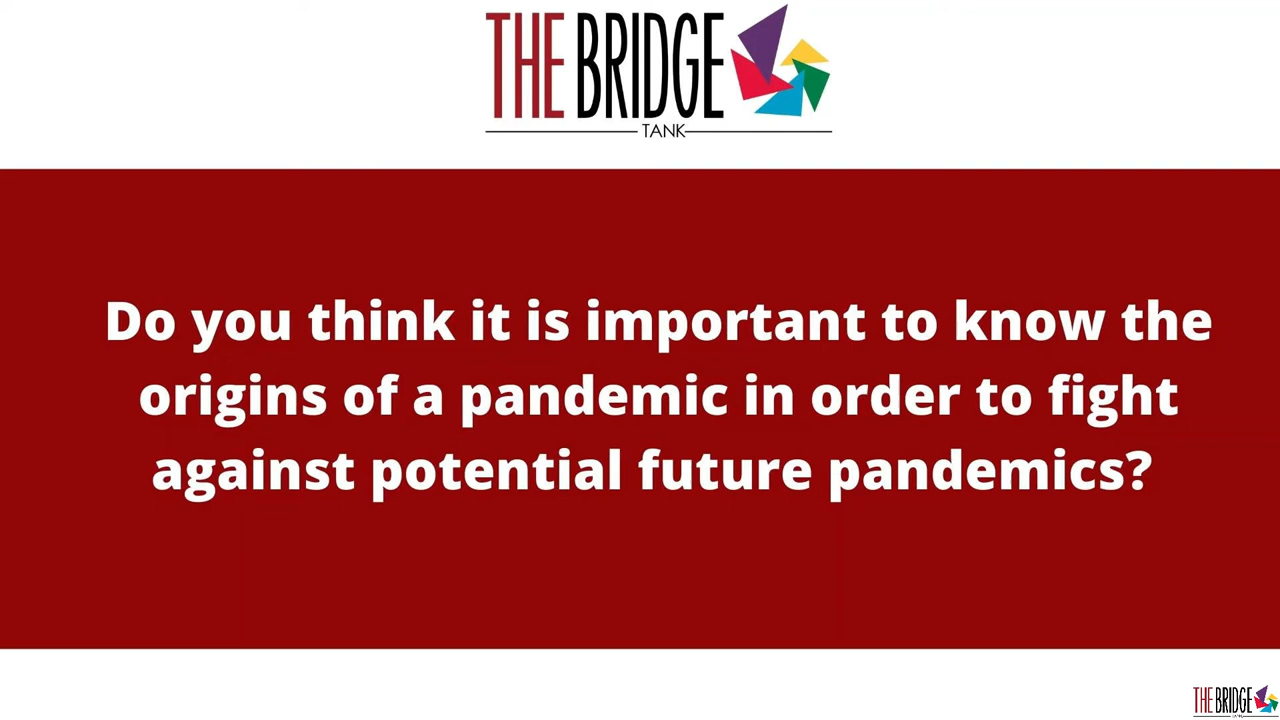 THE BRIDGE
TANK
Do you think it is important to know the
origins of a pandemic in order to fight
against potential future pandemics?
THE BRIDGE
TANK